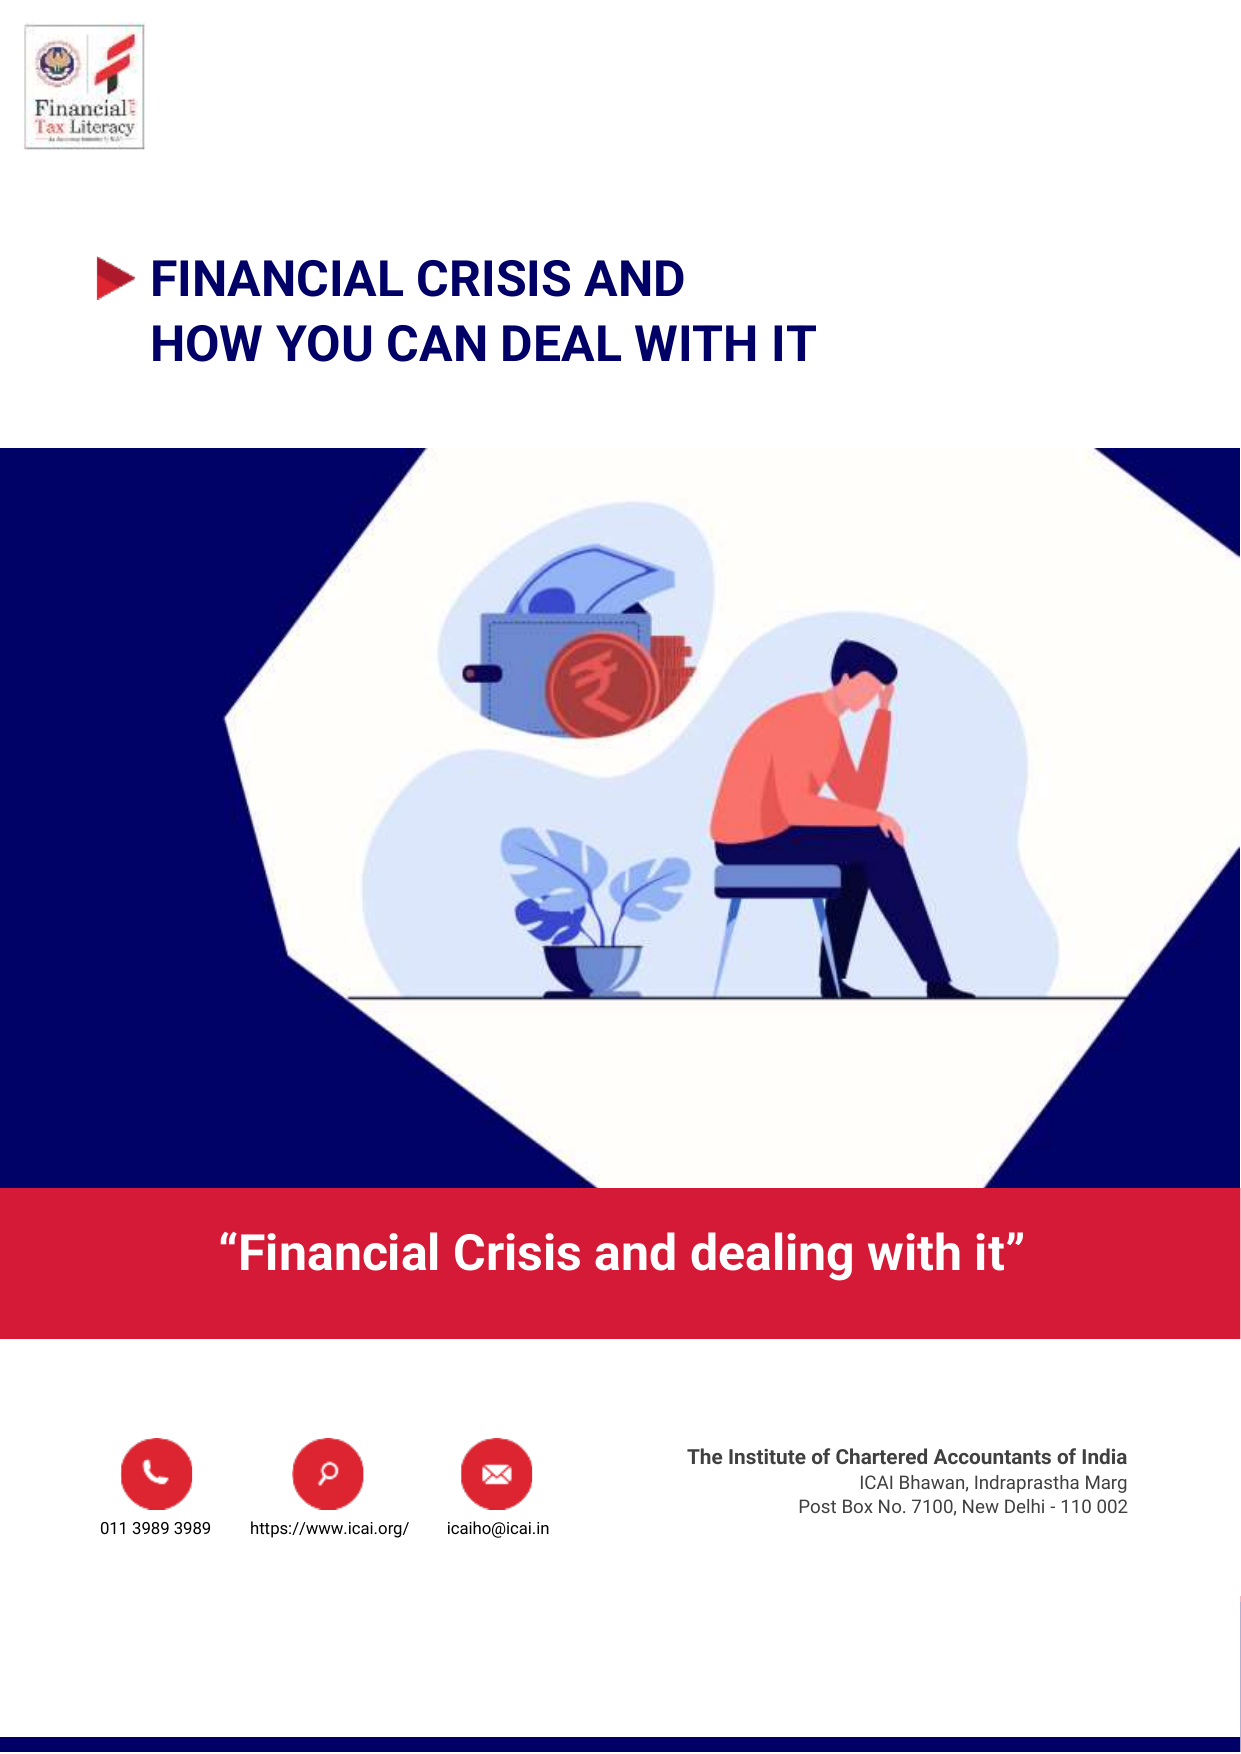 Financial and
Tax Literacy
FINANCIAL CRISIS AND
HOW YOU CAN DEAL WITH IT
₹
“Financial Crisis and dealing with it”
011 3989 3989
https://www.icai.org/
icaiho@icai.in
The Institute of Chartered Accountants of India
ICAI Bhawan, Indraprastha Marg
Post Box No. 7100, New Delhi - 110 002